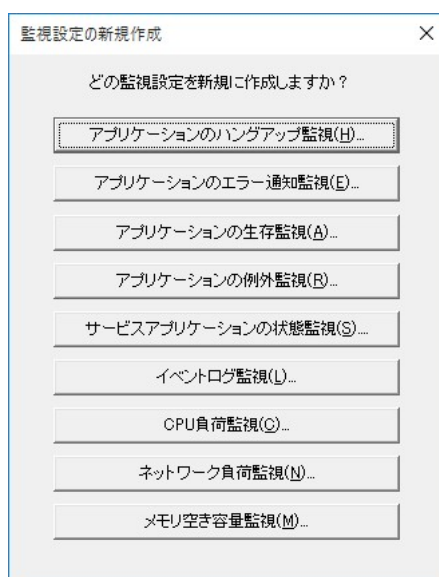 監視設定の新規作成
どの監視設定を新規に作成しますか？
アプリケーションのハングアップ監視(H)...
アプリケーションのエラー通知監視(E)...
アプリケーションの生存監視(A)...
アプリケーションの例外監視(R)...
サービスアプリケーションの状態監視(S)...
イベントログ監視(L)...
CPU負荷監視(C)...
ネットワーク負荷監視(N)...
メモリ空き容量監視(M)...